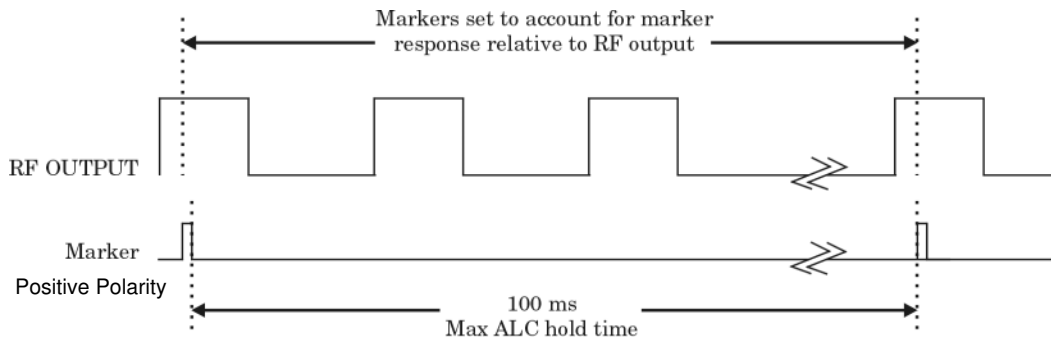 Markers set to account for marker
response relative to RF output
RF OUTPUT
Marker
Positive Polarity
100 ms
Max ALC hold time